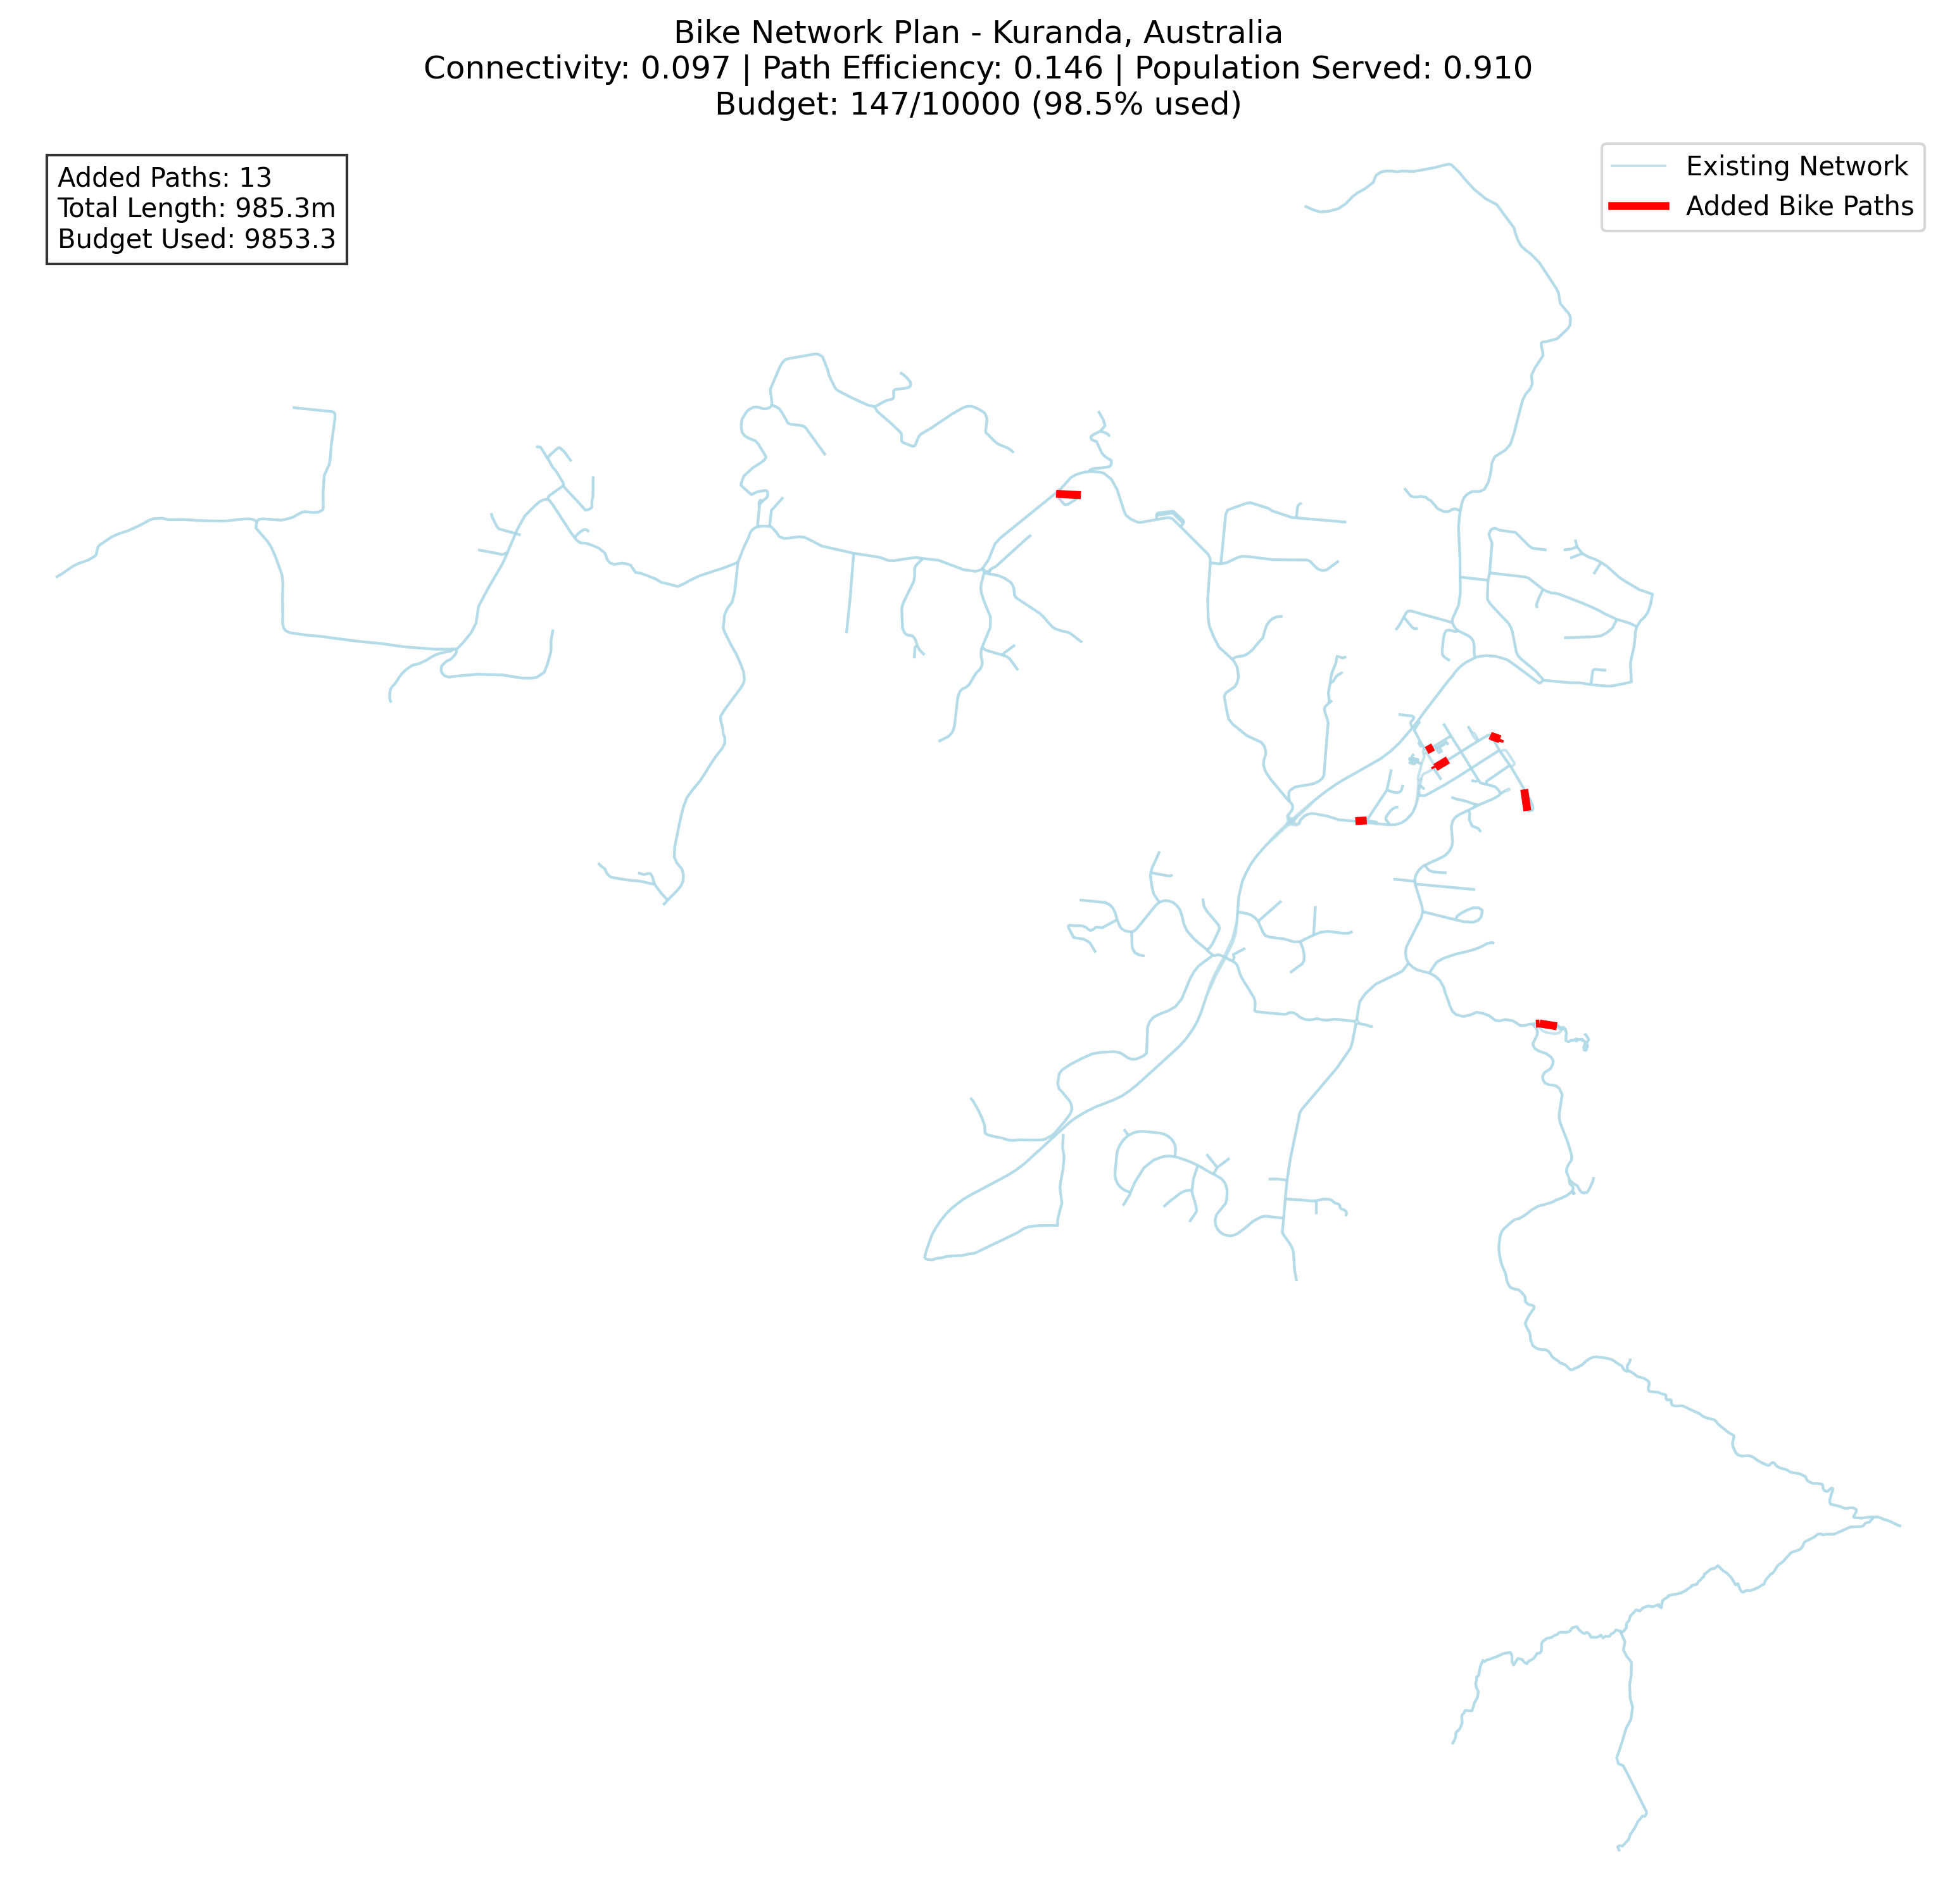 Bike Network Plan - Kuranda, Australia
Connectivity: 0.097 | Path Efficiency: 0.146 | Population Served: 0.910
Budget: 147/10000 (98.5% used)
Added Paths: 13
Total Length: 985.3m
Budget Used: 9853.3
Existing Network
Added Bike Paths